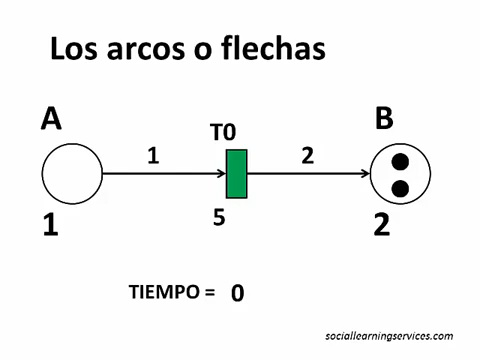 Los arcos o flechas
A
B
T0
1
2
1
5
2
TIEMPO = 0
sociallearningservices.com